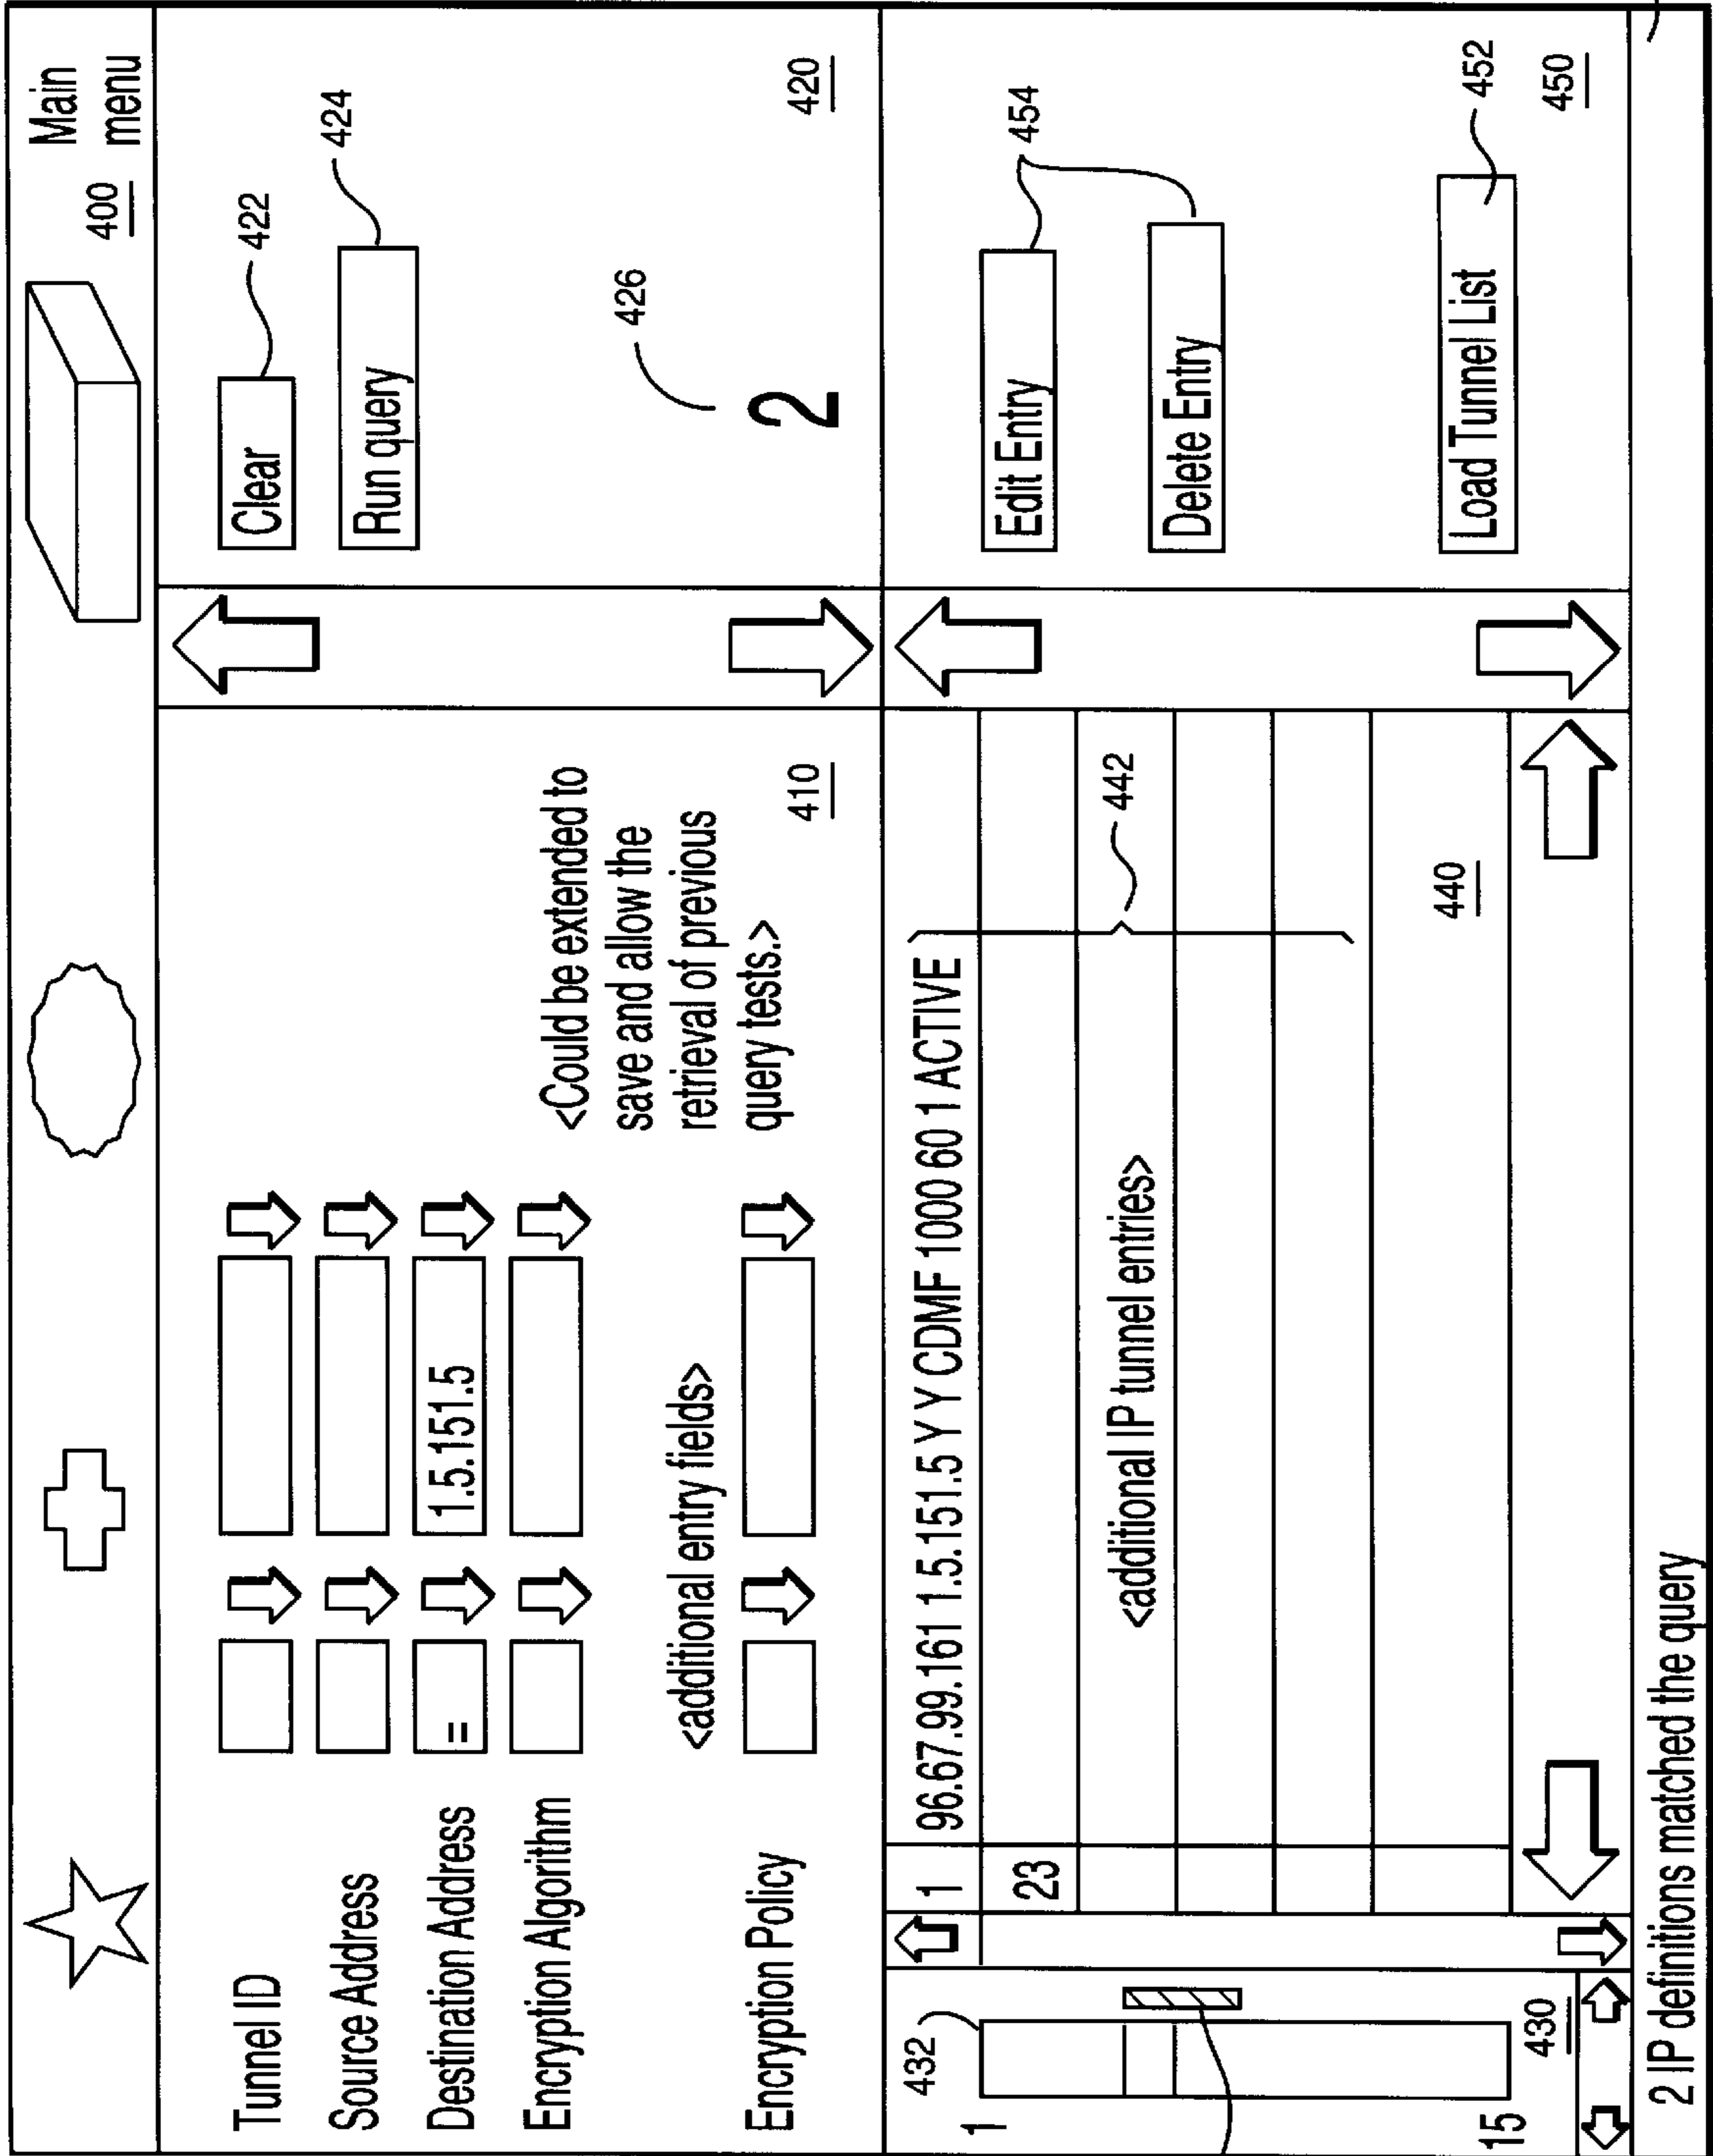 Main
menu
400
Tunnel ID
Source Address
Destination Address
=
1.5.151.5
Encryption Algorithm
<additional entry fields>
Encryption Policy
<Could be extended to
save and allow the
retrieval of previous
query tests.>
410
Clear
422
Run query
424
426
2
420
432
1
15
430
1
96.67.99.161 1.5.151.5 Y Y CDMF 1000 60 1 ACTIVE
23
<additional IP tunnel entries>
442
440
Edit Entry
454
Delete Entry
Load Tunnel List
452
450
2 IP definitions matched the query